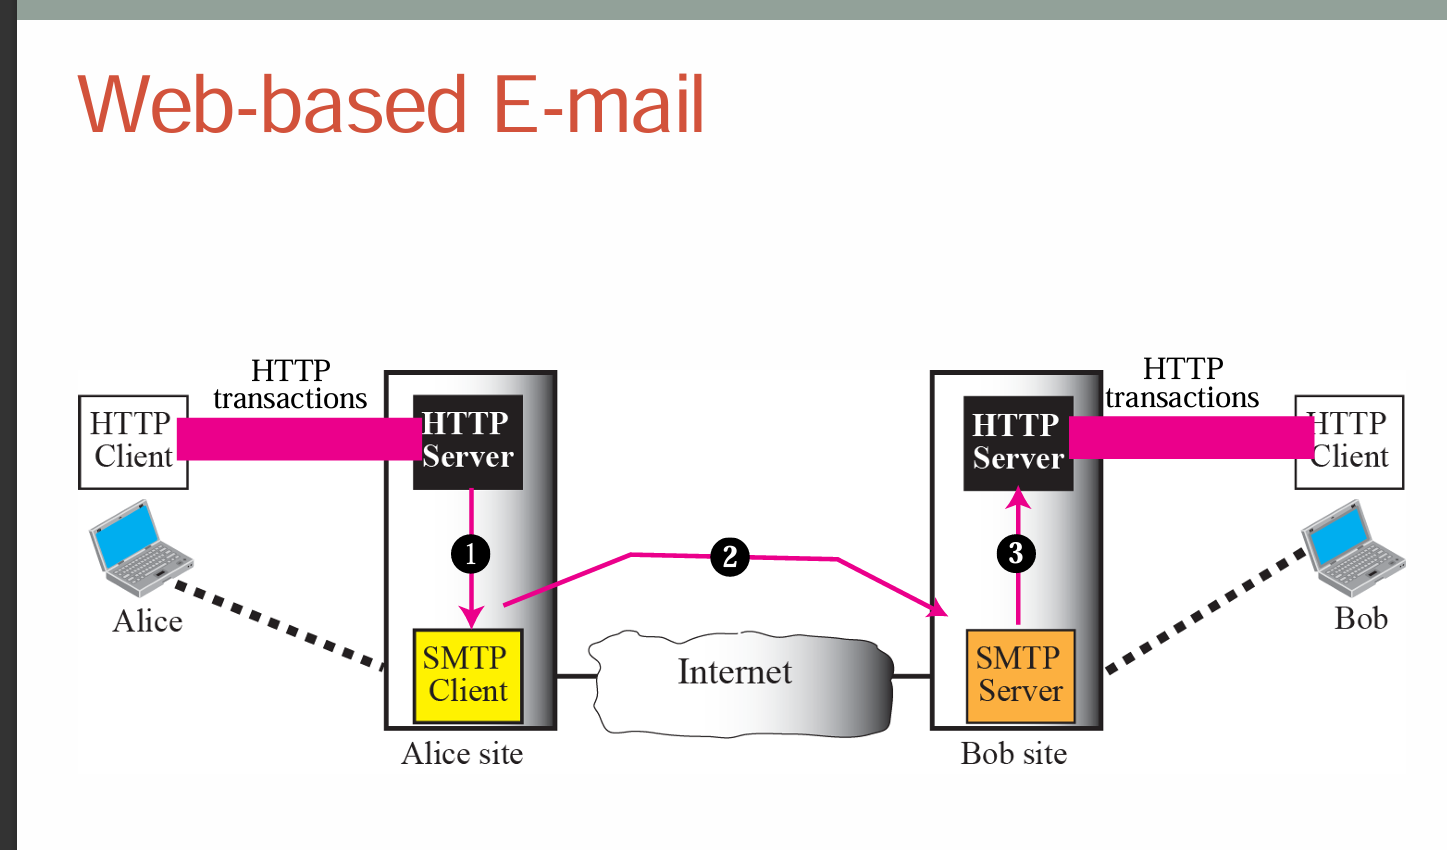 Web-based E-mail
HTTP
transactions
HTTP
transactions
HTTP
Client
HTTP
Server
HTTP
Server
HTTP
Client
1
2
3
Alice
Bob
SMTP
Client
Internet
SMTP
Server
Alice site
Bob site